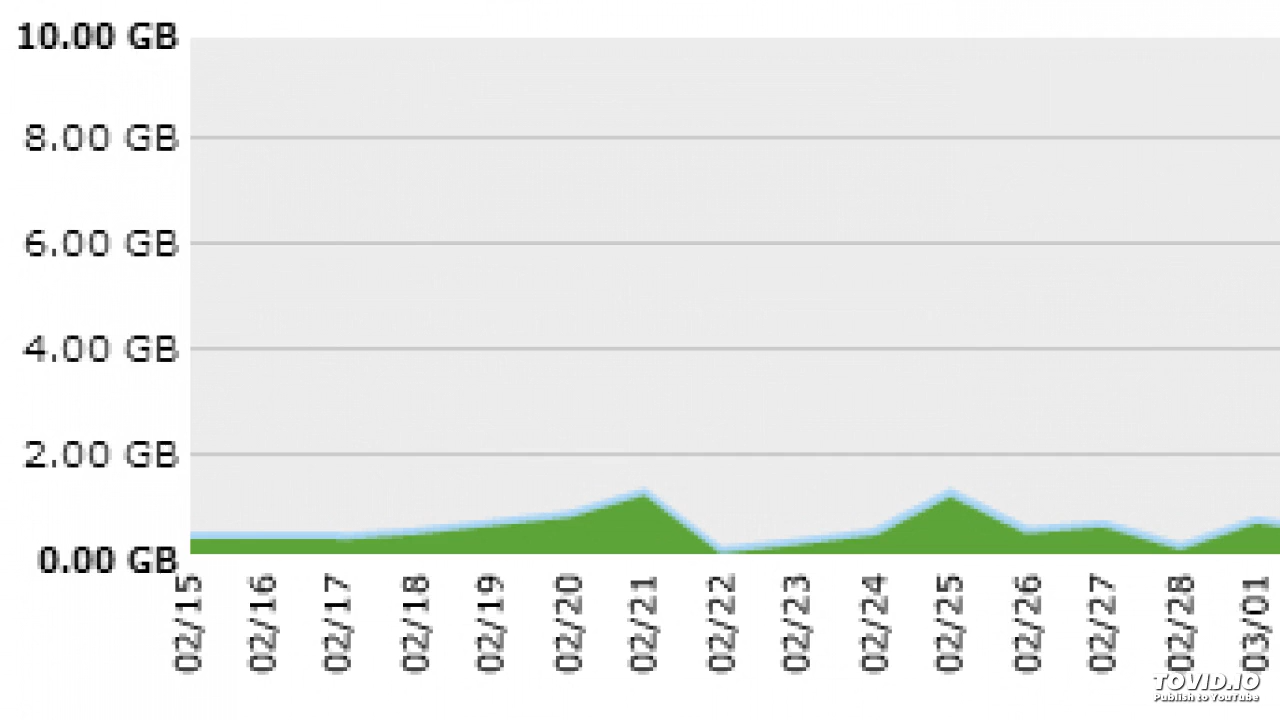 10.00 GB
8.00 GB
6.00 GB
4.00 GB
2.00 GB
0.00 GB
02/15
02/16
02/17
02/18
02/19
02/20
02/21
02/22
02/23
02/24
02/25
02/26
02/27
02/28
03/01
TOVID.IO
Publish to YouTube